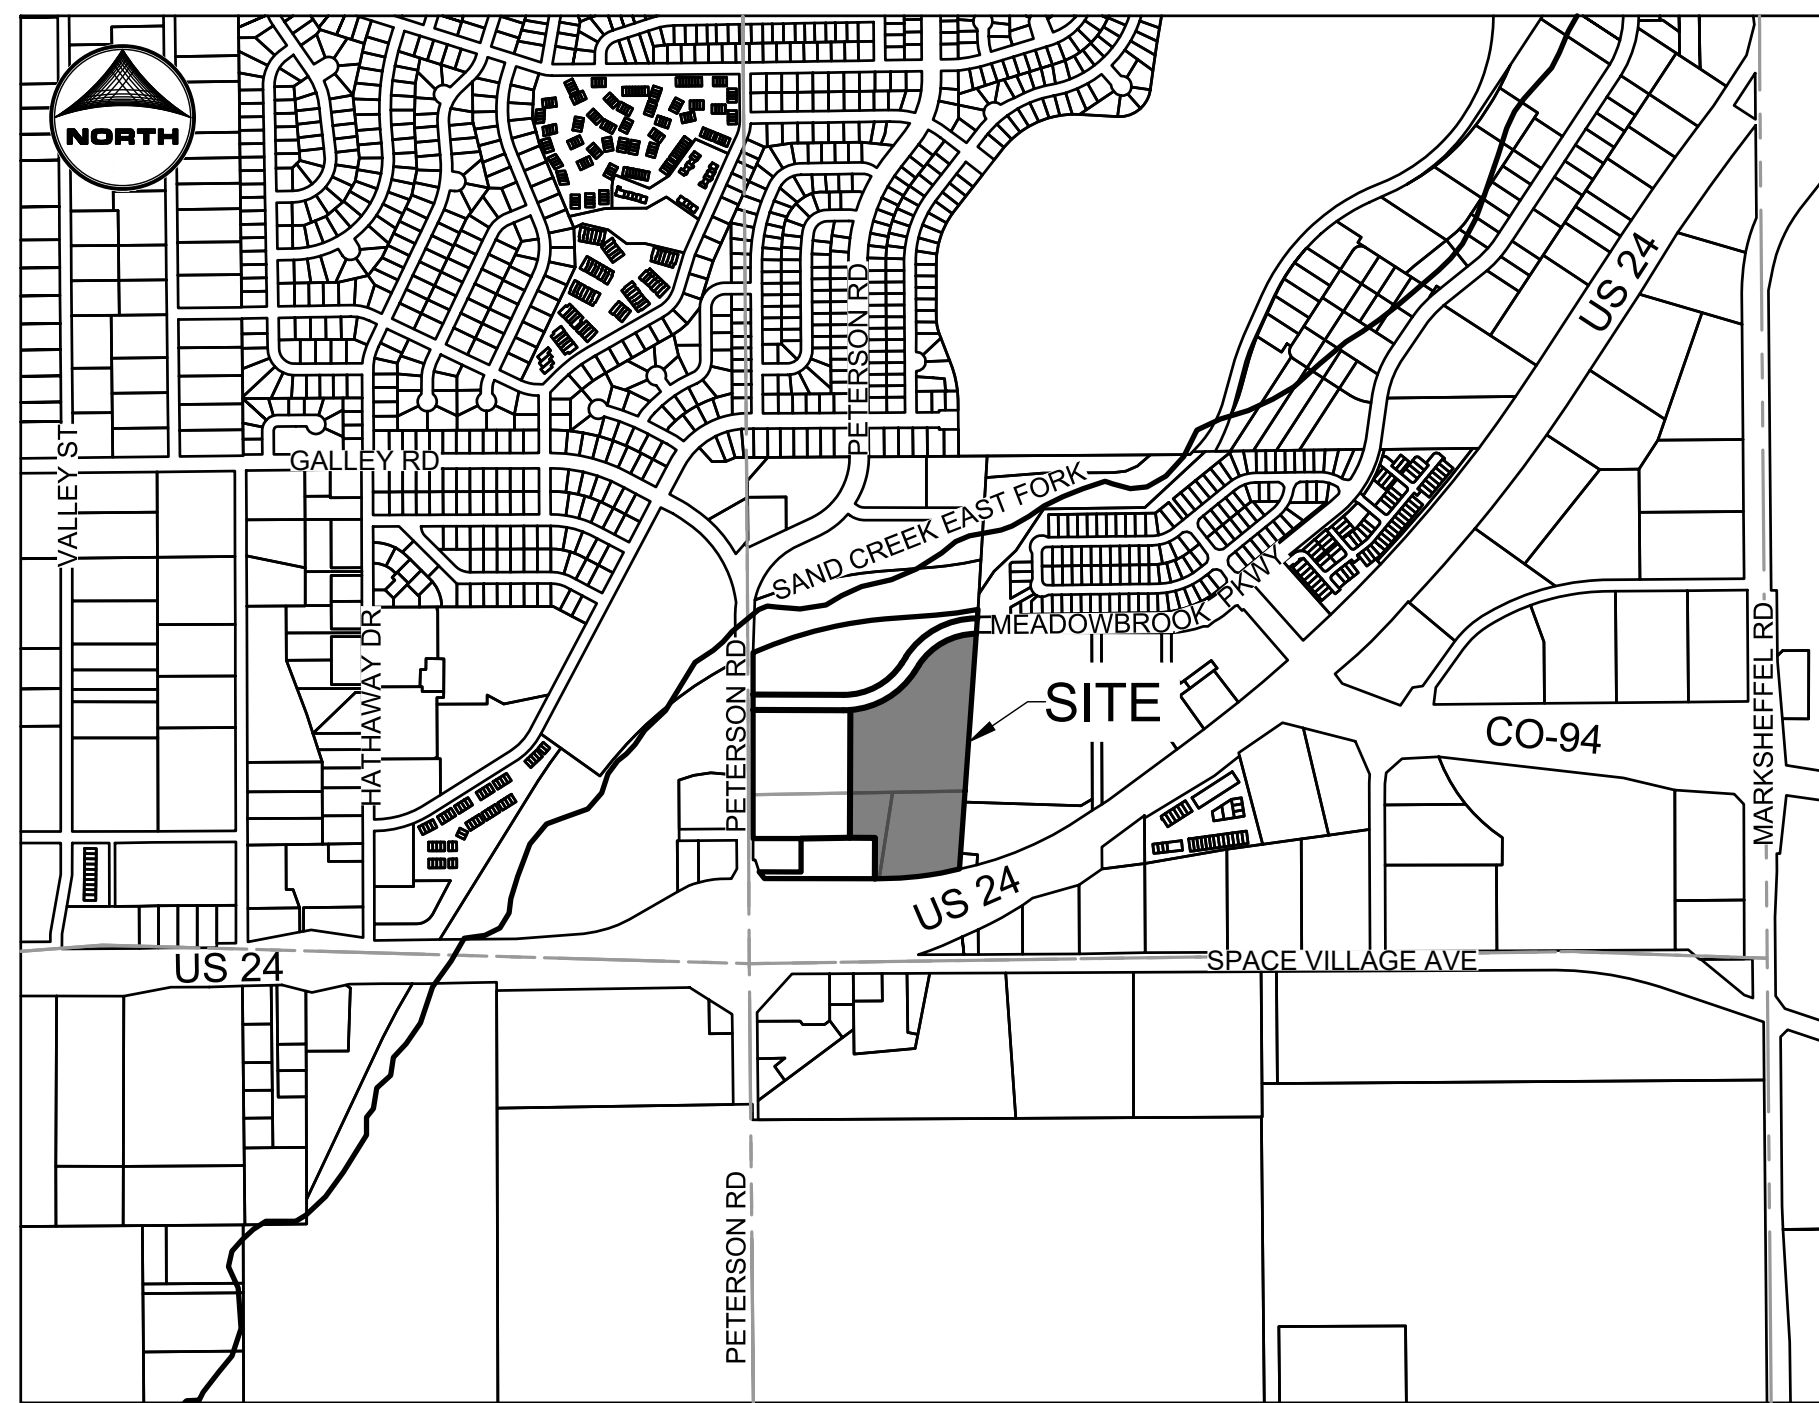 NORTH
US 24
PETERSON RD
VALLEY ST
GALLEY RD
SAND CREEK EAST FORK
MEADOWBROOK PKWY
HATHAWAY DR
PETERSON RD
SITE
CO-94
MARKSHEFFEL RD
US 24
US 24
SPACE VILLAGE AVE
PETERSON RD